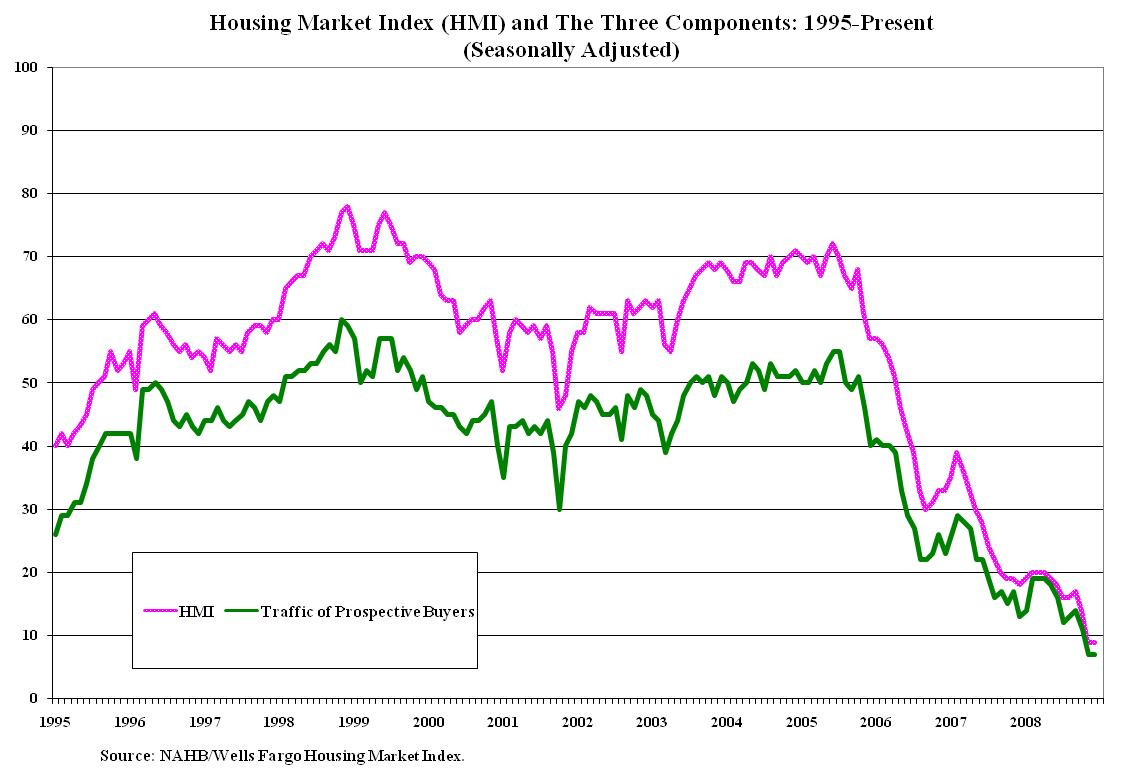 Housing Market Index (HMI) and The Three Components: 1995-Present
(Seasonally Adjusted)
100
90
80
70
60
50
40
30
20
10
0
HMI Traffic of Prospective Buyers
1995 1996 1997 1998 1999 2000 2001 2002 2003 2004 2005 2006 2007 2008
Source: NAHB/Wells Fargo Housing Market Index.